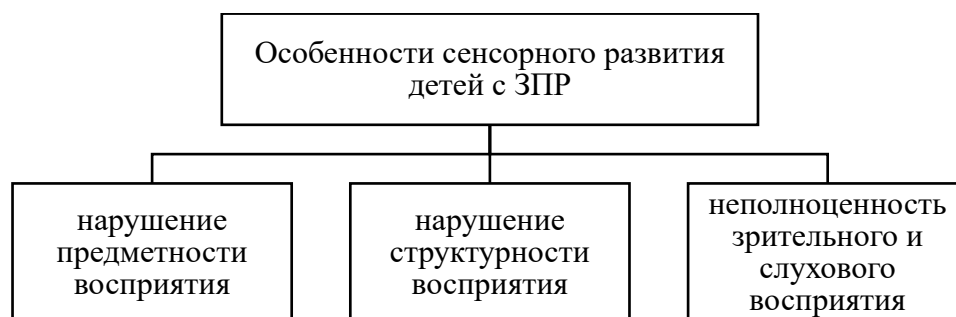 Особенности сенсорного развития
детей с ЗПР
нарушение
предметности
восприятия
нарушение
структурности
восприятия
неполноценность
зрительного и
слухового
восприятия